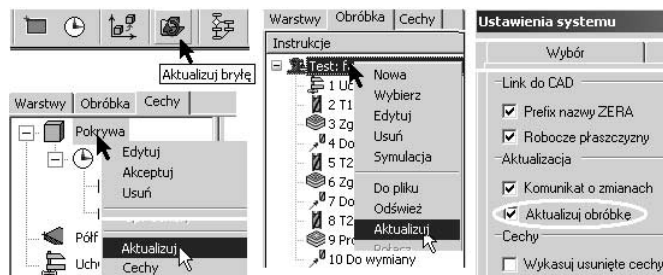 Aktualizuj bryłę
Warstwy Obróbka Cechy
Pokrywa
Edytuj
Akceptuj
Usuń
Półf
Aktualizuj
Cechy
Warstwy Obróbka Cechy
Instrukcje
Test: f
Nowa
Wybierz
Edytuj
Usuń
Symulacja
Do pliku
Odśwież
Aktualizuj
1 Uc
2 T1
3 Zg
4 Do
5 T2
6 Zg
7 Do
8 T2
9 Pro
10 Do wymiany
Ustawienia systemu
Wybór
Link do CAD
Prefix nazwy ZERA
Robocze płaszczyzny
Aktualizacja
Komunikat o zmianach
Aktualizuj obróbkę
Cechy
Wykasuj usunięte cechy